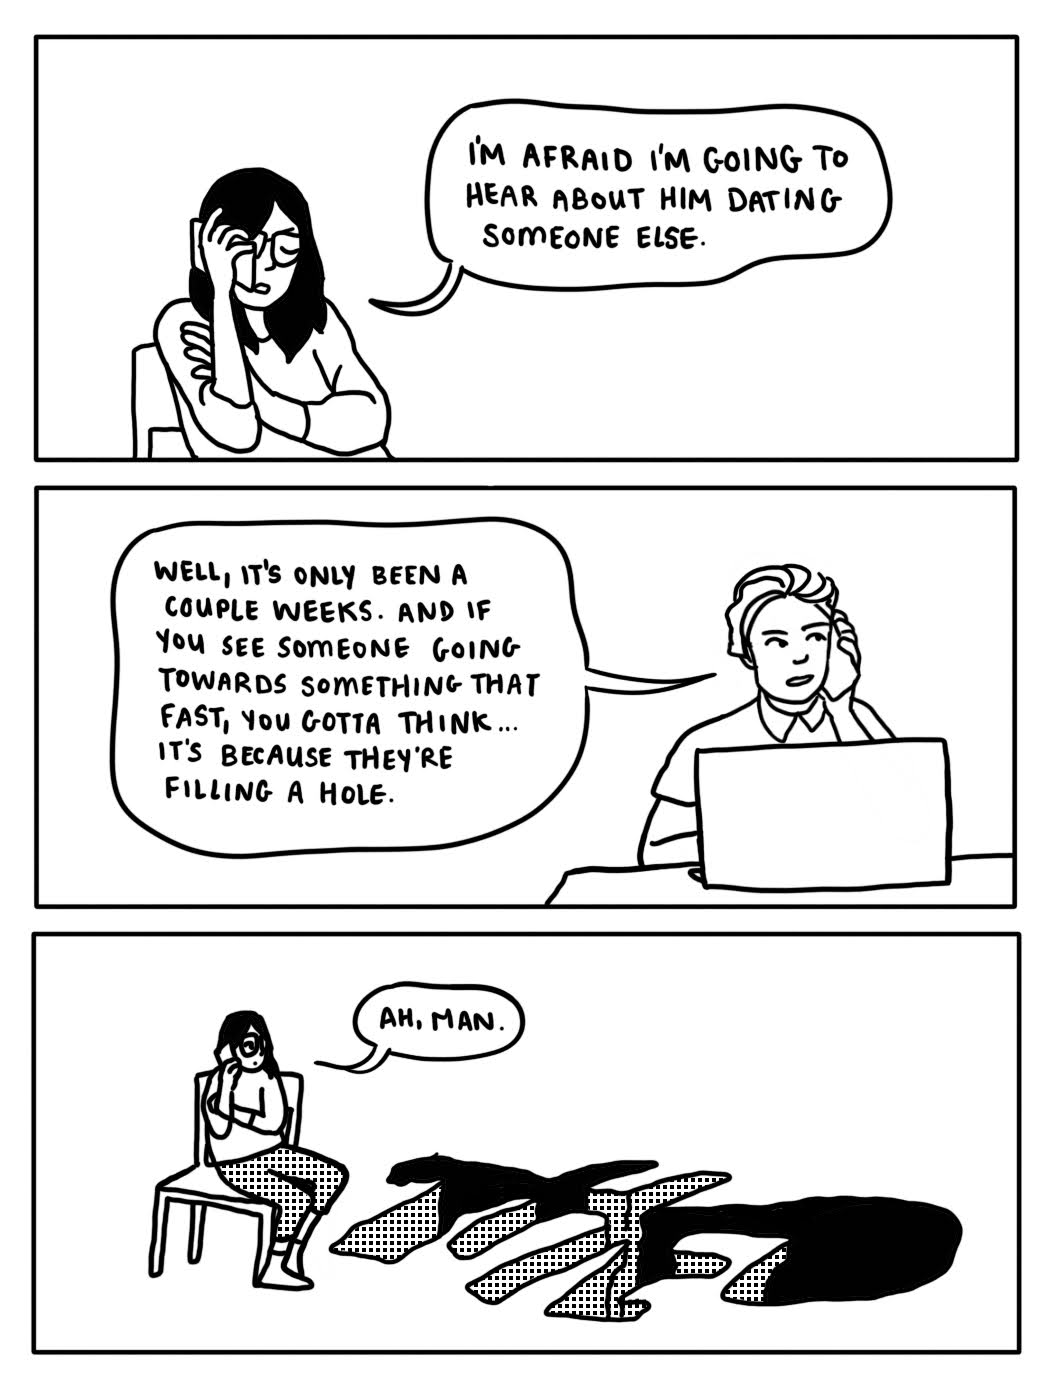 I'M AFRAID I'M GOING TO
HEAR ABOUT HIM DATING
SOMEONE ELSE.
WELL, IT'S ONLY BEEN A
COUPLE WEEKS. AND IF
YOU SEE SOMEONE GOING
TOWARDS SOMETHING THAT
FAST, YOU GOTTA THINK...
IT'S BECAUSE THEY'RE
FILLING A HOLE.
AH, MAN.